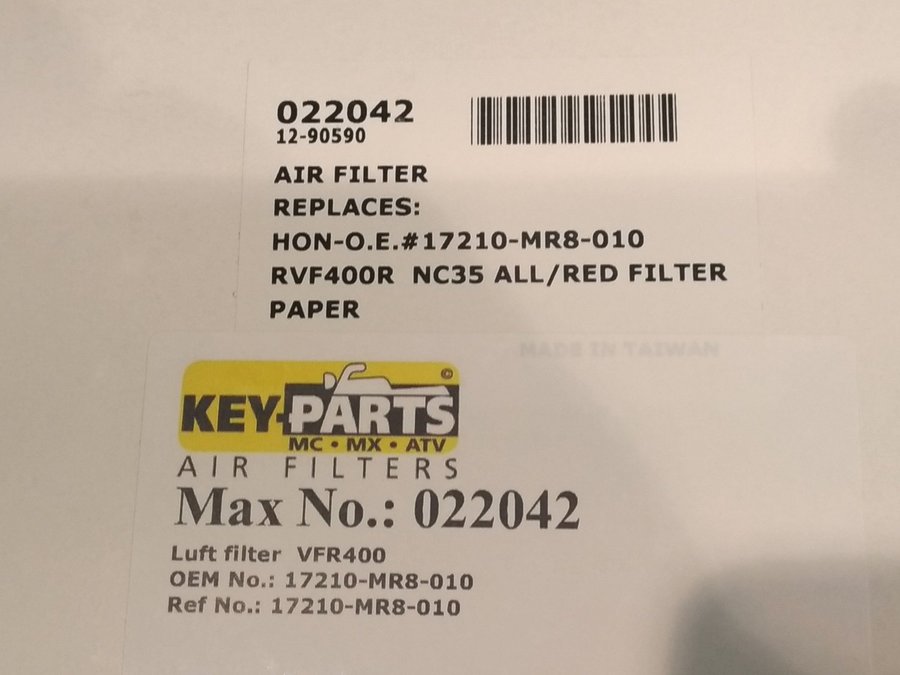 022042
12-90590
AIR FILTER
REPLACES:
HON-O.E.#17210-MR8-010
RVF400R NC35 ALL/RED FILTER
PAPER
MADE IN TAIWAN
©
KEY-PARTS
MC • MX • ATV
AIR FILTERS
Max No.: 022042
Luft filter VFR400
OEM No.: 17210-MR8-010
Ref No.: 17210-MR8-010